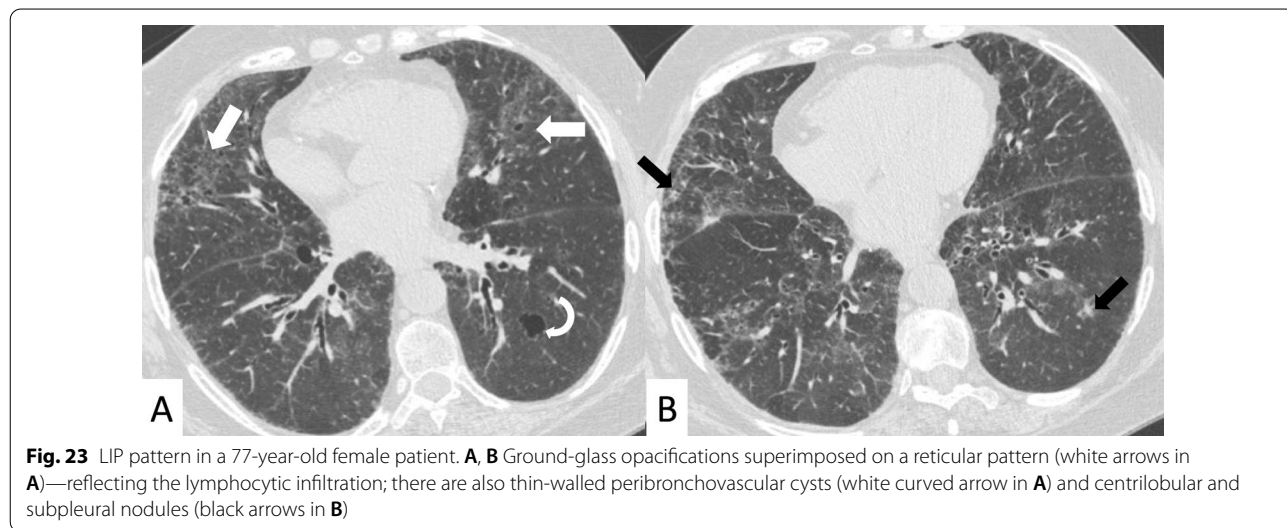 A
B
Fig. 23 LIP pattern in a 77-year-old female patient. A, B Ground-glass opacifications superimposed on a reticular pattern (white arrows in
A)—reflecting the lymphocytic infiltration; there are also thin-walled peribronchovascular cysts (white curved arrow in A) and centrilobular and
subpleural nodules (black arrows in B)